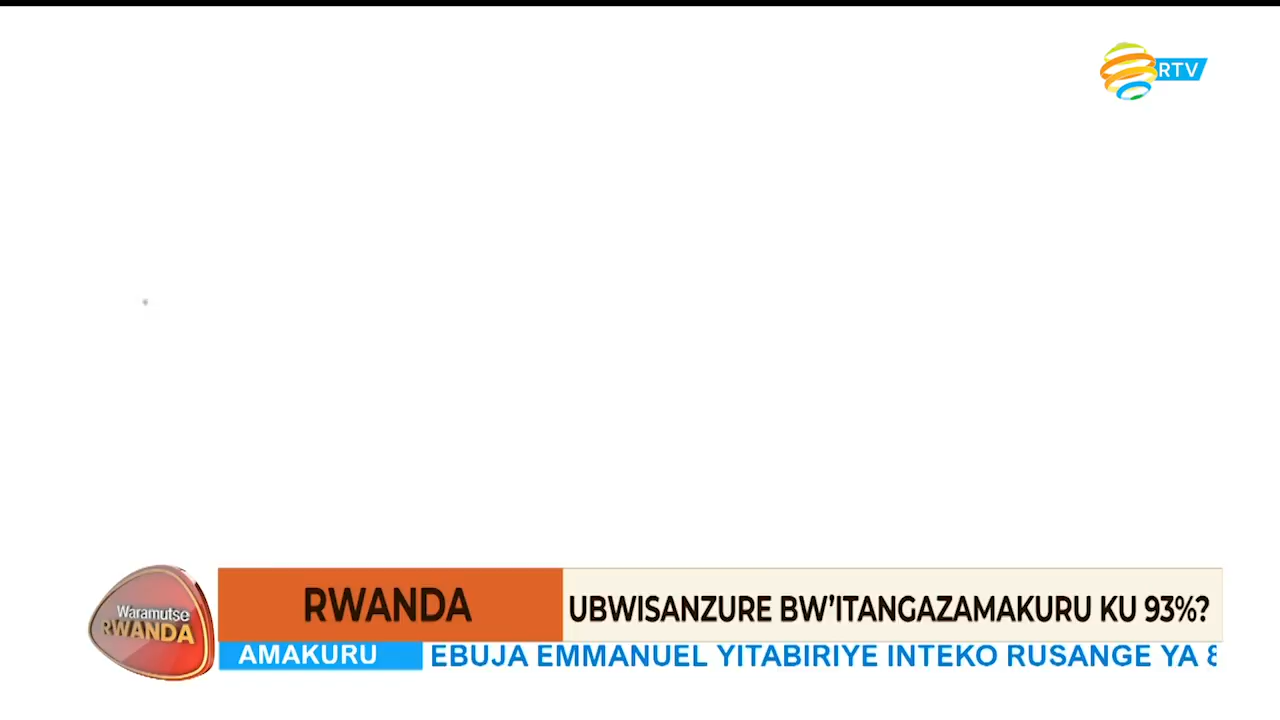 RTV
Waramutse
RWANDA
RWANDA
UBWISANZURE BW'ITANGAZAMAKURU KU 93%?
AMAKURU
EBUJA EMMANUEL YITABIRIYE INTEKO RUSANGE YA